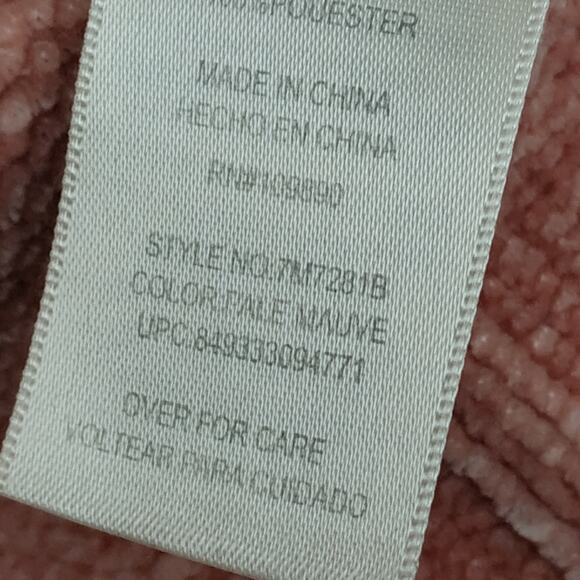 100%POLYESTER
MADE IN CHINA
HECHO EN CHINA
RN#109890
STYLE NO:7M7281B
COLOR:PALE MAUVE
UPC:849333094771
OVER FOR CARE
VOLTEAR PARA CUIDADO